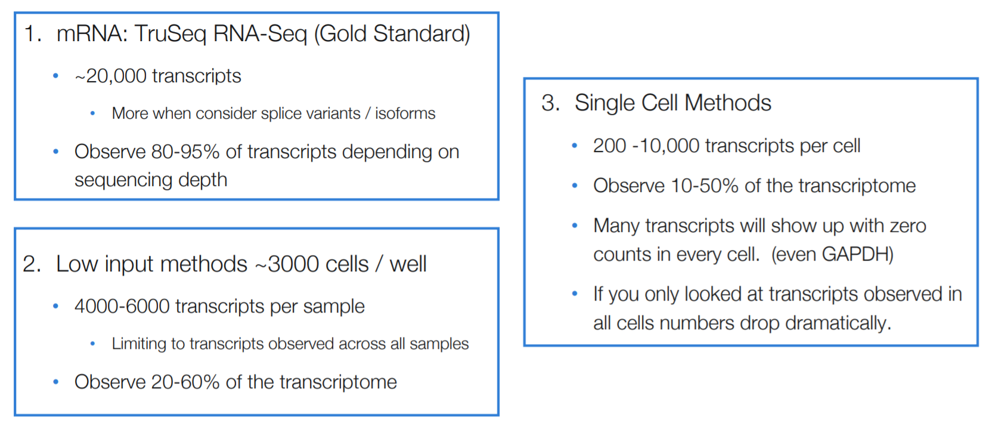 1. mRNA: TruSeq RNA-Seq (Gold Standard)
• ~20,000 transcripts
• More when consider splice variants / isoforms
• Observe 80-95% of transcripts depending on
sequencing depth
2. Low input methods ~3000 cells / well
• 4000-6000 transcripts per sample
• Limiting to transcripts observed across all samples
• Observe 20-60% of the transcriptome
3. Single Cell Methods
• 200 -10,000 transcripts per cell
• Observe 10-50% of the transcriptome
• Many transcripts will show up with zero
counts in every cell. (even GAPDH)
• If you only looked at transcripts observed in
all cells numbers drop dramatically.